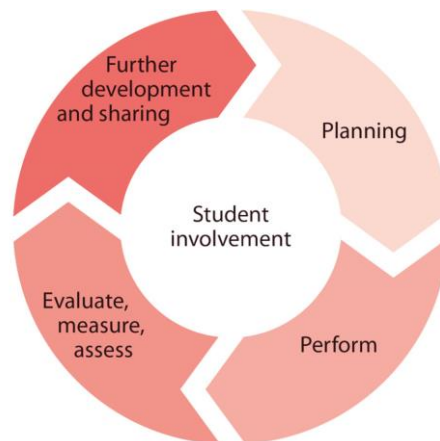 Further
development
and sharing
Planning
Student
involvement
Evaluate,
measure,
assess
Perform